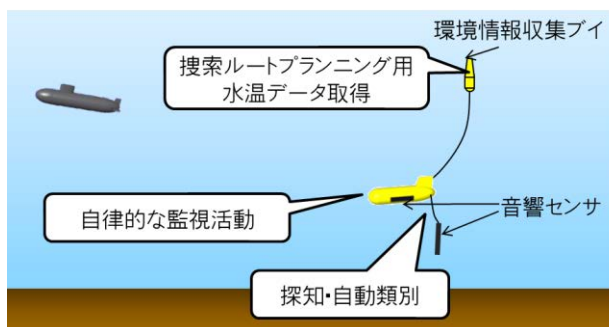 環境情報収集ブイ
捜索ルートプランニング用
水温データ取得
自律的な監視活動
音響センサ
探知・自動類別